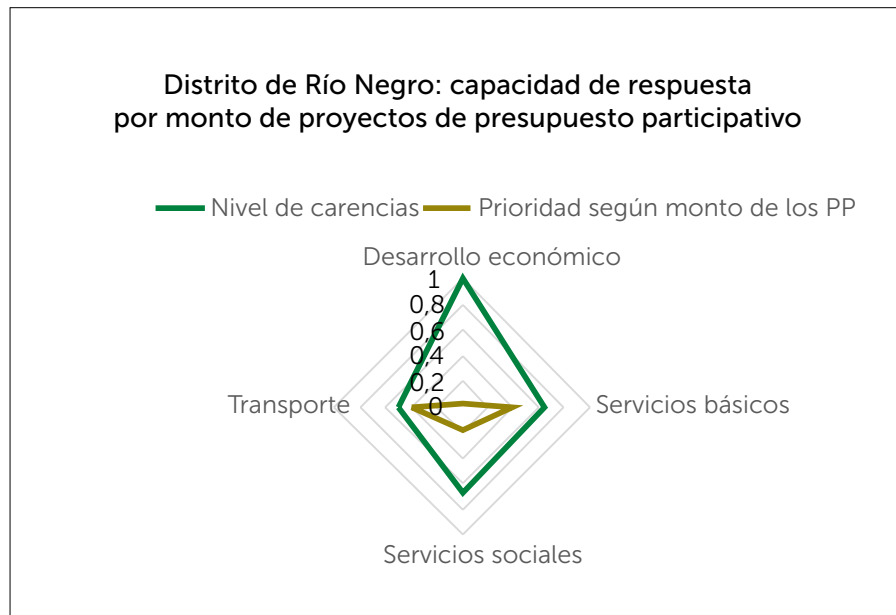 Distrito de Río Negro: capacidad de respuesta
por monto de proyectos de presupuesto participativo
Nivel de carencias
Prioridad según monto de los PP
Desarrollo económico
1
0,8
0,6
0,4
0,2
0
Transporte
Servicios básicos
Servicios sociales